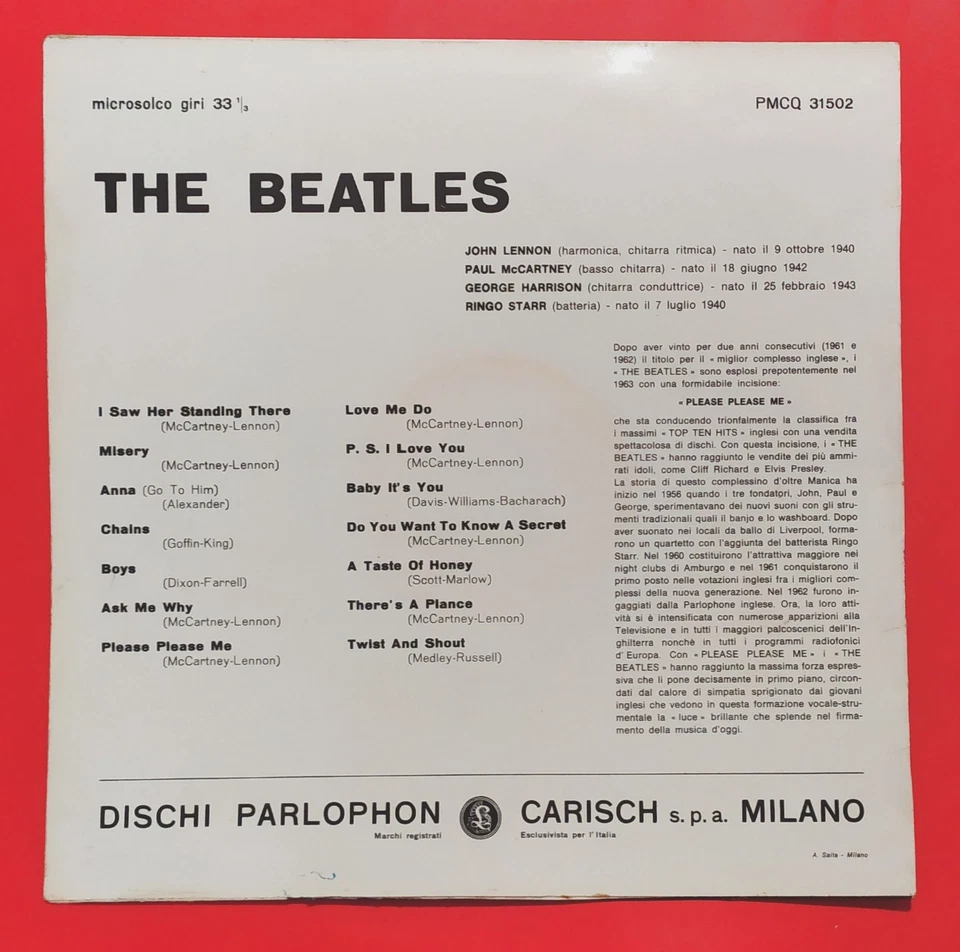 microsolco giri 33 1/3
PMCQ 31502
THE BEATLES
JOHN LENNON (harmonica, chitarra ritmica) - nato il 9 ottobre 1940
PAUL McCARTNEY (basso chitarra) - nato il 18 giugno 1942
GEORGE HARRISON (chitarra conduttrice) - nato il 25 febbraio 1943
RINGO STARR (batteria) - nato il 7 luglio 1940
I Saw Her Standing There
(McCartney-Lennon)
Misery
(McCartney-Lennon)
Anna (Go To Him)
(Alexander)
Chains
(Goffin-King)
Boys
(Dixon-Farrell)
Ask Me Why
(McCartney-Lennon)
Please Please Me
(McCartney-Lennon)
Love Me Do
(McCartney-Lennon)
P. S. I Love You
(McCartney-Lennon)
Baby It's You
(Davis-Williams-Bacharach)
Do You Want To Know A Secret
(McCartney-Lennon)
A Taste Of Honey
(Scott-Marlow)
There's A Plance
(McCartney-Lennon)
Twist And Shout
(Medley-Russell)
Dopo aver vinto per due anni consecutivi (1961 e
1962) il titolo per il « miglior complesso inglese », i
« THE BEATLES » sono esplosi prepotentemente nel
1963 con una formidabile incisione:
« PLEASE PLEASE ME »
che sta conducendo trionfalmente la classifica fra
i massimi « TOP TEN HITS » inglesi con una vendita
spettacolosa di dischi. Con questa incisione, i « THE
BEATLES » hanno raggiunto le vendite dei più ammi-
rati idoli, come Cliff Richard e Elvis Presley.
La storia di questo complessino d'oltre Manica ha
inizio nel 1956 quando i tre fondatori, John, Paul e
George, sperimentavano dei nuovi suoni con gli stru-
menti tradizionali quali il banjo e lo washboard. Dopo
aver suonato nei locali da ballo di Liverpool, forma-
rono un quartetto con l'aggiunta del batterista Ringo
Starr. Nel 1960 costituirono l'attrattiva maggiore nei
night clubs di Amburgo e nel 1961 conquistarono il
primo posto nelle votazioni inglesi fra i migliori com-
plessi della nuova generazione. Nel 1962 furono in-
gaggiati dalla Parlophone inglese. Ora, la loro atti-
vità si è intensificata con numerose apparizioni alla
Televisione e in tutti i maggiori palcoscenici dell'In-
ghilterra nonchè in tutti i programmi radiofonici
d'Europa. Con « PLEASE PLEASE ME » i « THE
BEATLES » hanno raggiunto la massima forza espres-
siva che li pone decisamente in primo piano, circon-
dati dal calore di simpatia sprigionato dai giovani
inglesi che vedono in questa formazione vocale-stru-
mentale la « luce » brillante che splende nel firma-
mento della musica d'oggi.
DISCHI PARLOPHON £ CARISCH s.p.a. MILANO
Marchi registrati
Esclusivista per l'Italia
A. Saita - Milano